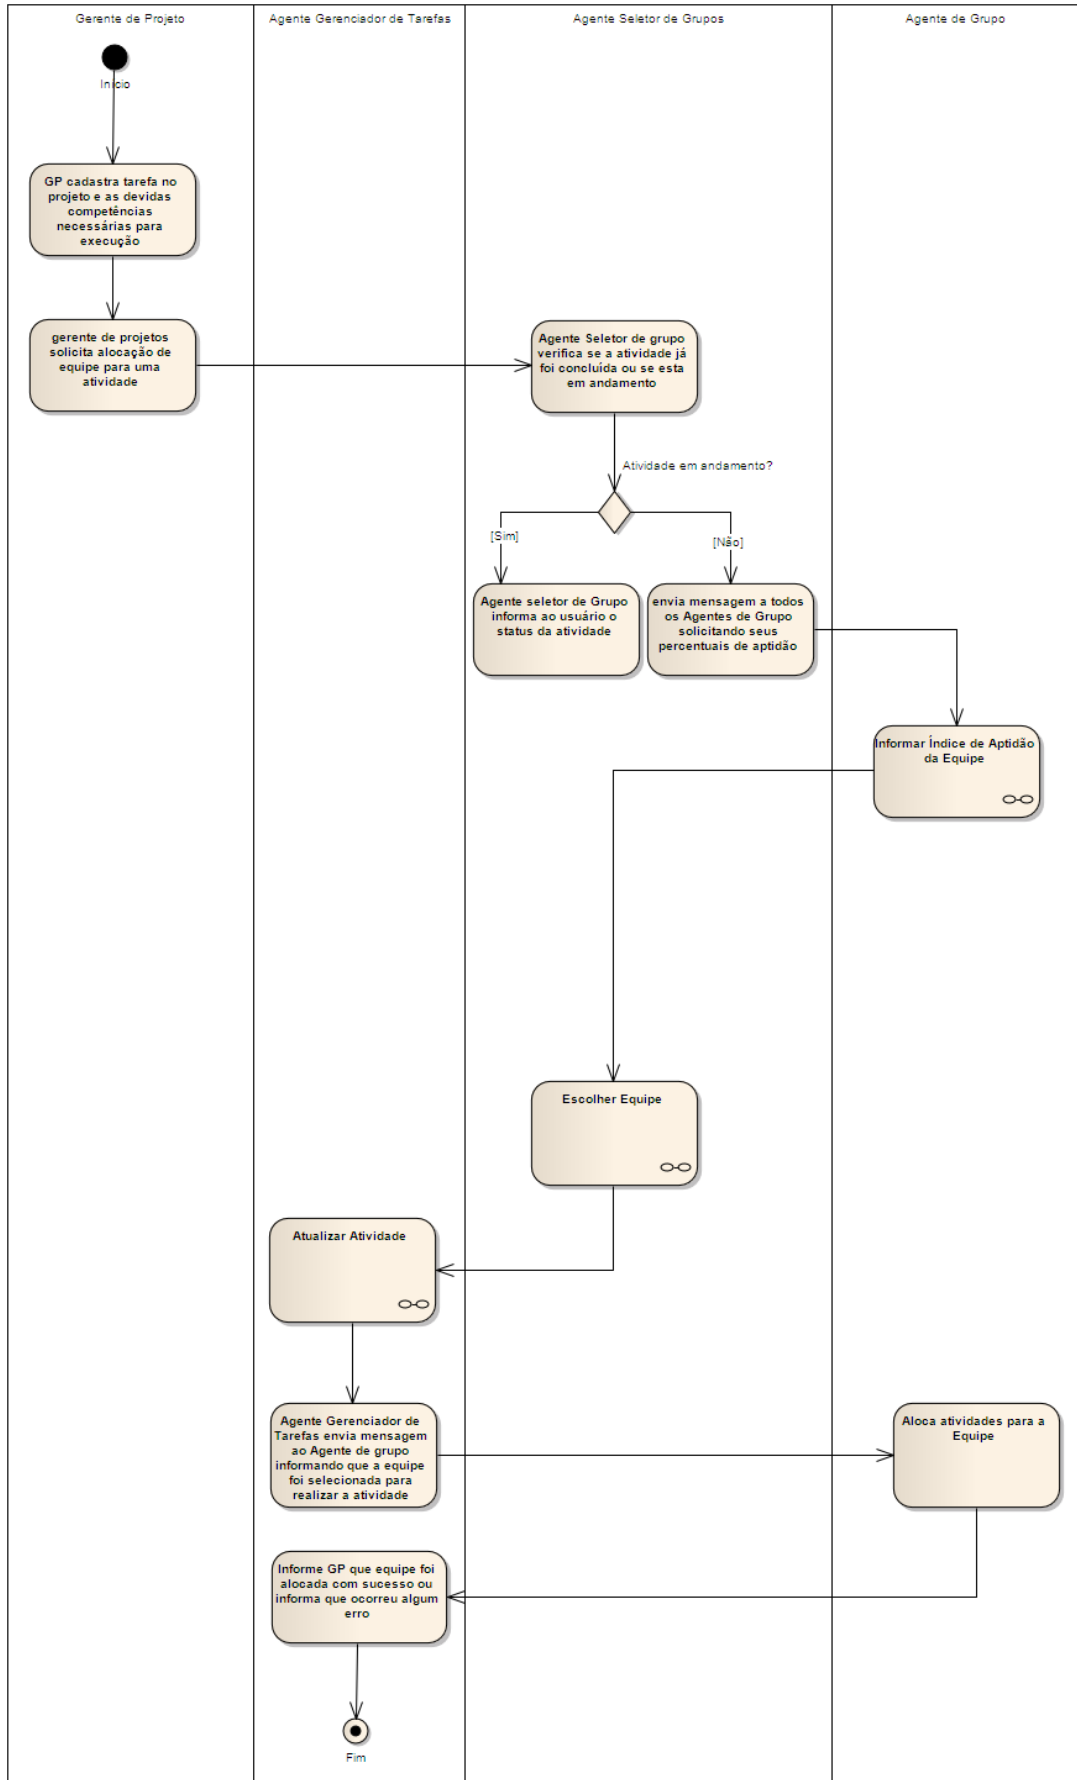 Gerente de Projeto
Agente Gerenciador de Tarefas
Agente Seletor de Grupos
Agente de Grupo
Início
GP cadastra tarefa no
projeto e as devidas
competências
necessárias para
execução
gerente de projetos
solicita alocação de
equipe para uma
atividade
Agente Seletor de grupo
verifica se a atividade já
foi concluída ou se esta
em andamento
Atividade em andamento?
[Sim]
[Não]
Agente seletor de Grupo
informa ao usuário o
status da atividade
envia mensagem a todos
os Agentes de Grupo
solicitando seus
percentuais de aptidão
Informar Índice de Aptidão
da Equipe
Escolher Equipe
Atualizar Atividade
Agente Gerenciador de
Tarefas envia mensagem
ao Agente de grupo
informando que a equipe
foi selecionada para
realizar a atividade
Aloca atividades para a
Equipe
Informe GP que equipe foi
alocada com sucesso ou
informa que ocorreu algum
erro
Fim